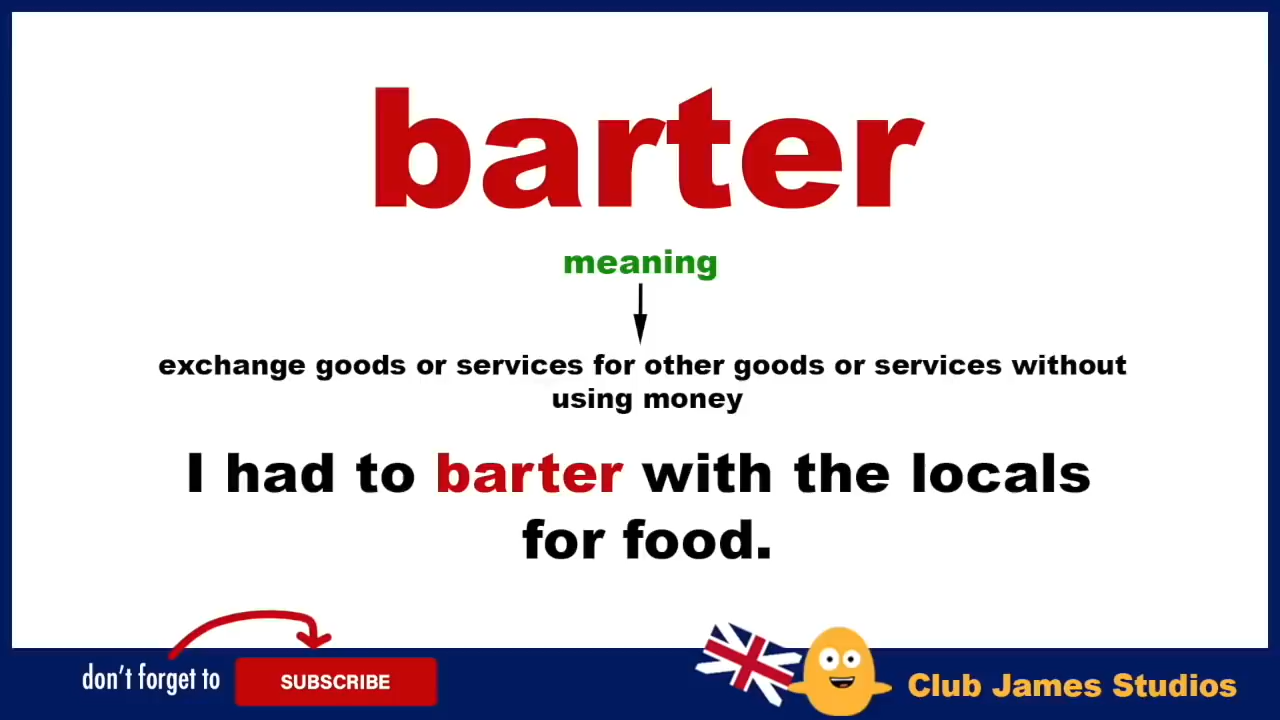 barter
meaning
exchange goods or services for other goods or services without
using money
I had to barter with the locals
for food.
don't forget to
SUBSCRIBE
Club James Studios